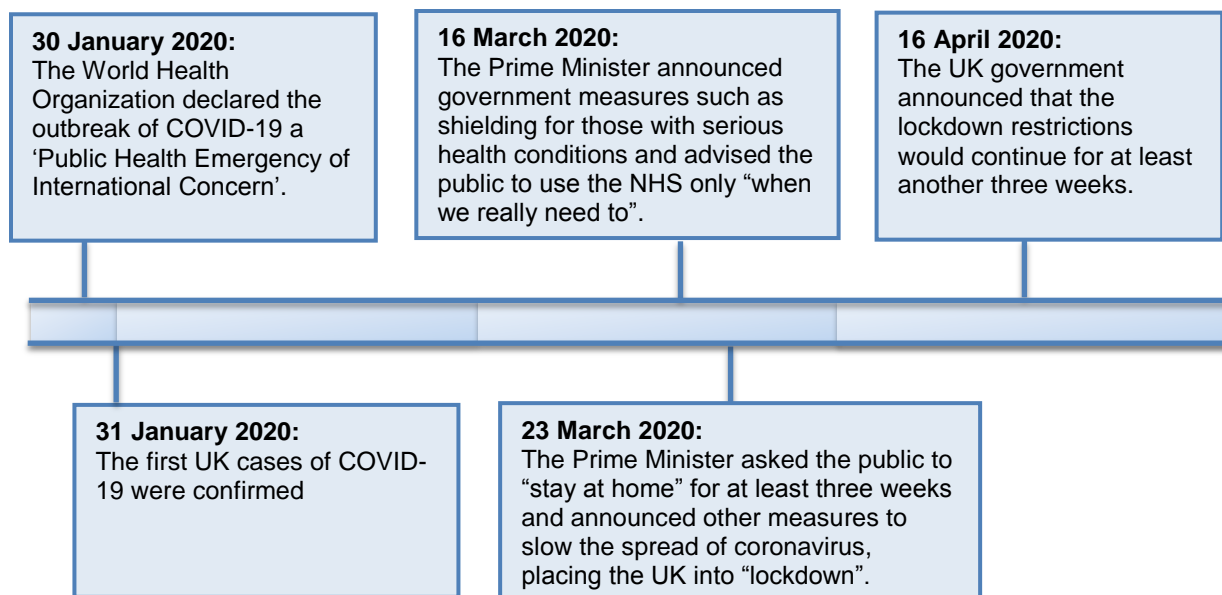 30 January 2020:
The World Health
Organization declared the
outbreak of COVID-19 a
‘Public Health Emergency of
International Concern’.
16 March 2020:
The Prime Minister announced
government measures such as
shielding for those with serious
health conditions and advised the
public to use the NHS only “when
we really need to”.
16 April 2020:
The UK government
announced that the
lockdown restrictions
would continue for at least
another three weeks.
31 January 2020:
The first UK cases of COVID-
19 were confirmed
23 March 2020:
The Prime Minister asked the public to
“stay at home” for at least three weeks
and announced other measures to
slow the spread of coronavirus,
placing the UK into “lockdown”.